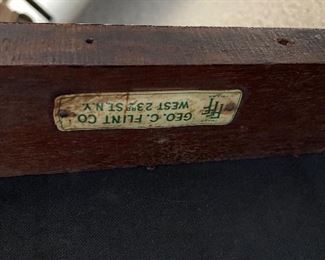 GEO. C. FLINT CO
WEST 23RD ST. N.Y.